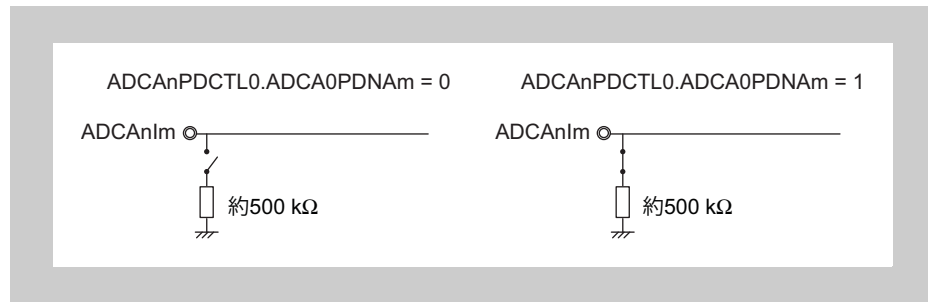 ADCAnPDCTL0.ADCA0PDNAm = 0
ADCAnPDCTL0.ADCA0PDNAm = 1
ADCAnIm
ADCAnIm
約500 kΩ
約500 kΩ